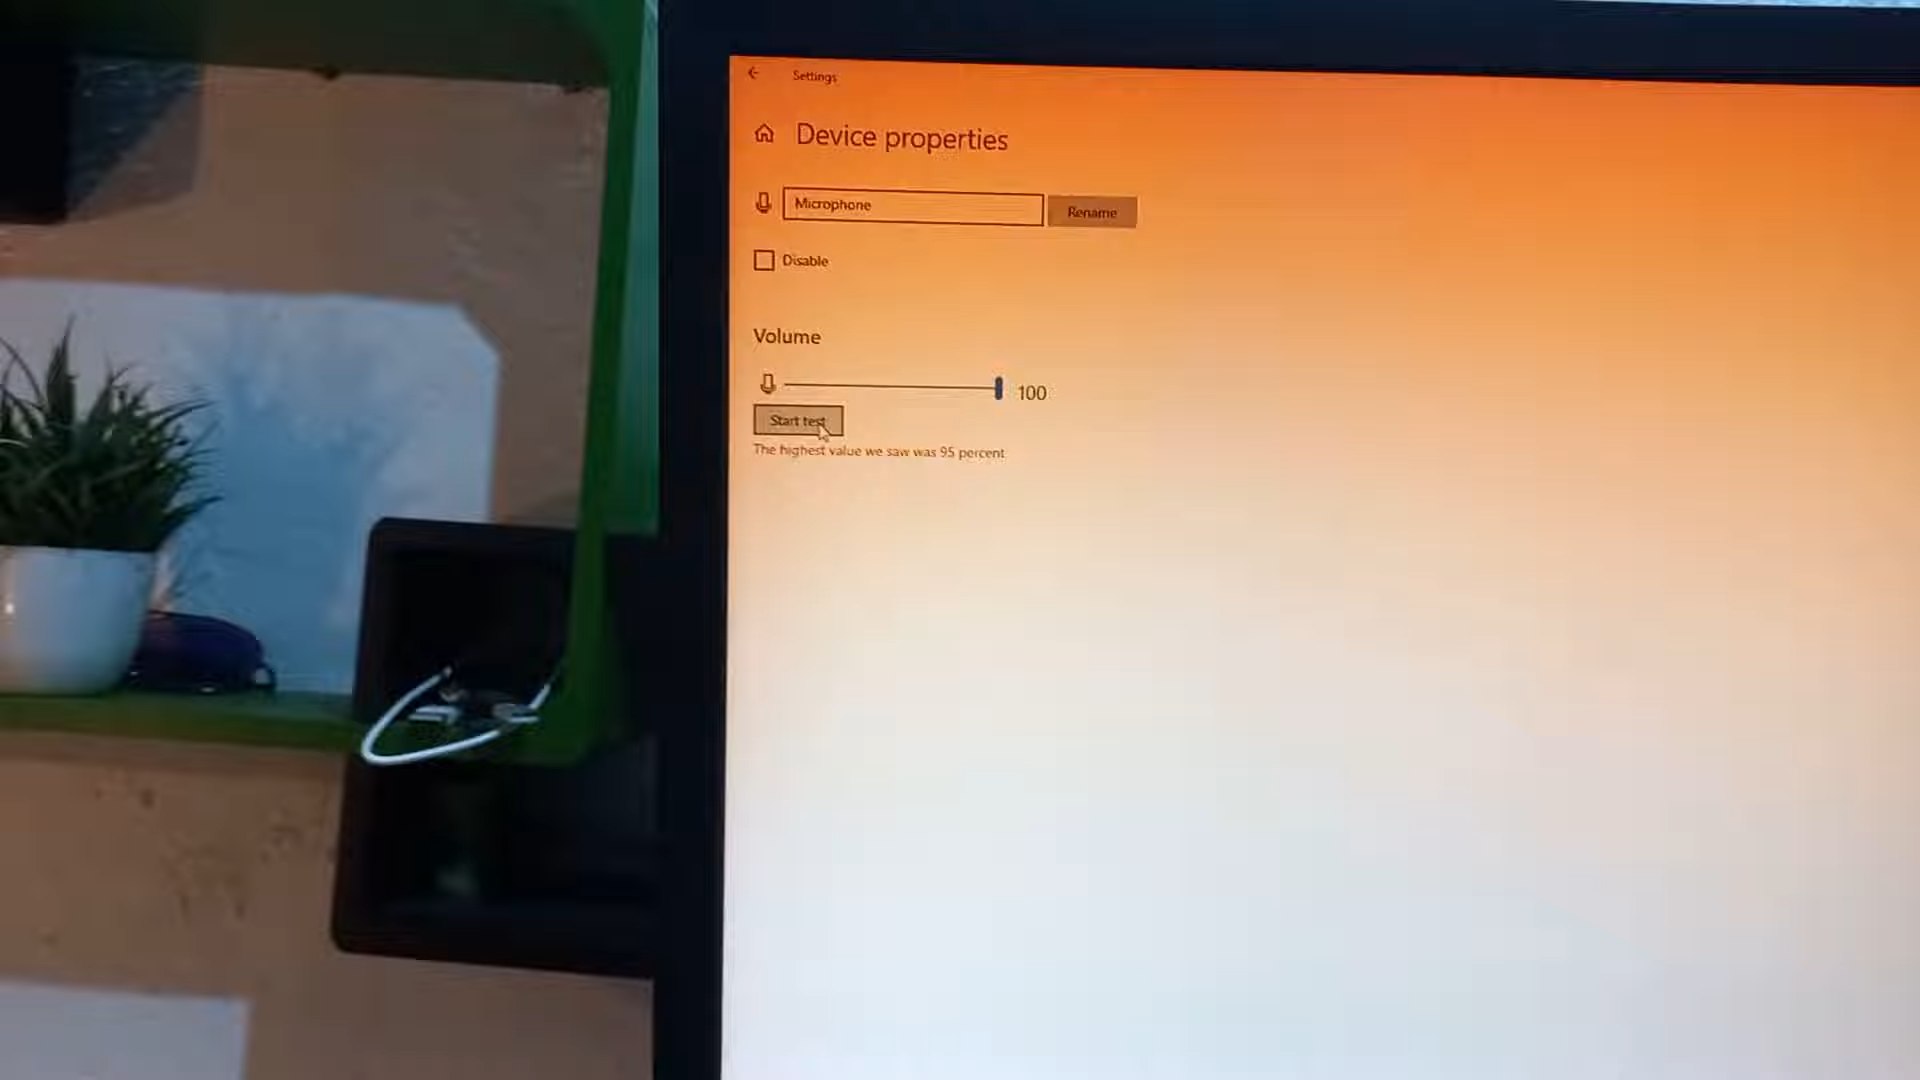 Settings
Device properties
Microphone
Rename
Disable
Volume
100
Start test
The highest value we saw was 95 percent